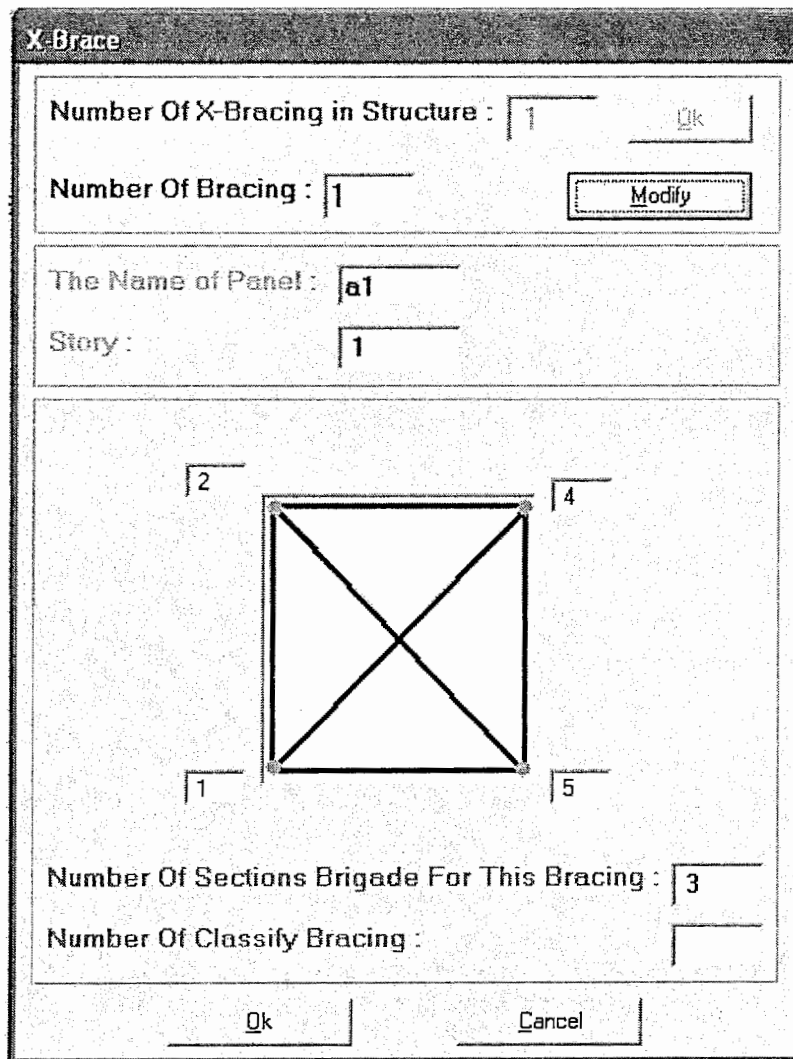 X-Brace
Number Of X-Bracing in Structure : 1 Ok
Number Of Bracing : 1 Modify
The Name of Panel : a1
Story : 1
2 4
1 5
Number Of Sections Brigade For This Bracing : 3
Number Of Classify Bracing :
Ok Cancel